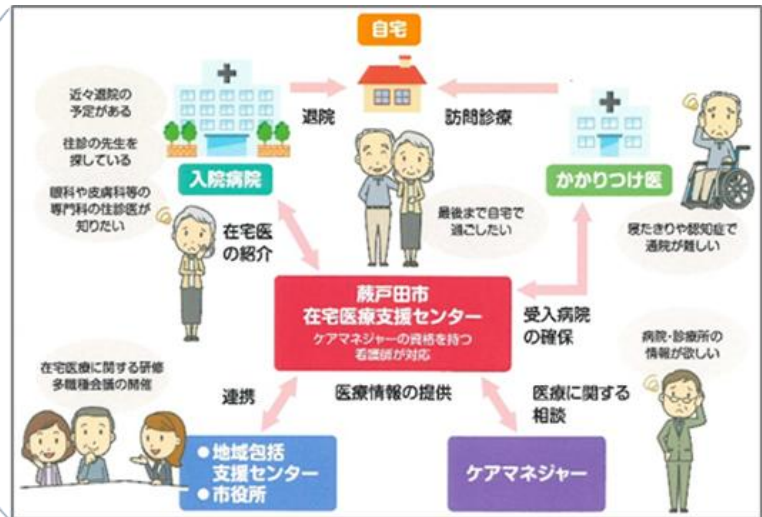 自宅
近々退院の
予定がある
往診の先生を
探している
眼科や皮膚科等の
専門科の往診医が
知りたい
退院
訪問診療
入院病院
かかりつけ医
最後まで自宅で
過ごしたい
寝たきりや認知症で
通院が難しい
在宅医
の紹介
蕨戸田市
在宅医療支援センター
ケアマネジャーの資格を持つ
看護師が対応
受入病院
の確保
病院・診療所の
情報が欲しい
在宅医療に関する研修
多職種会議の開催
連携
医療情報の提供
医療に関する
相談
●地域包括
支援センター
●市役所
ケアマネジャー